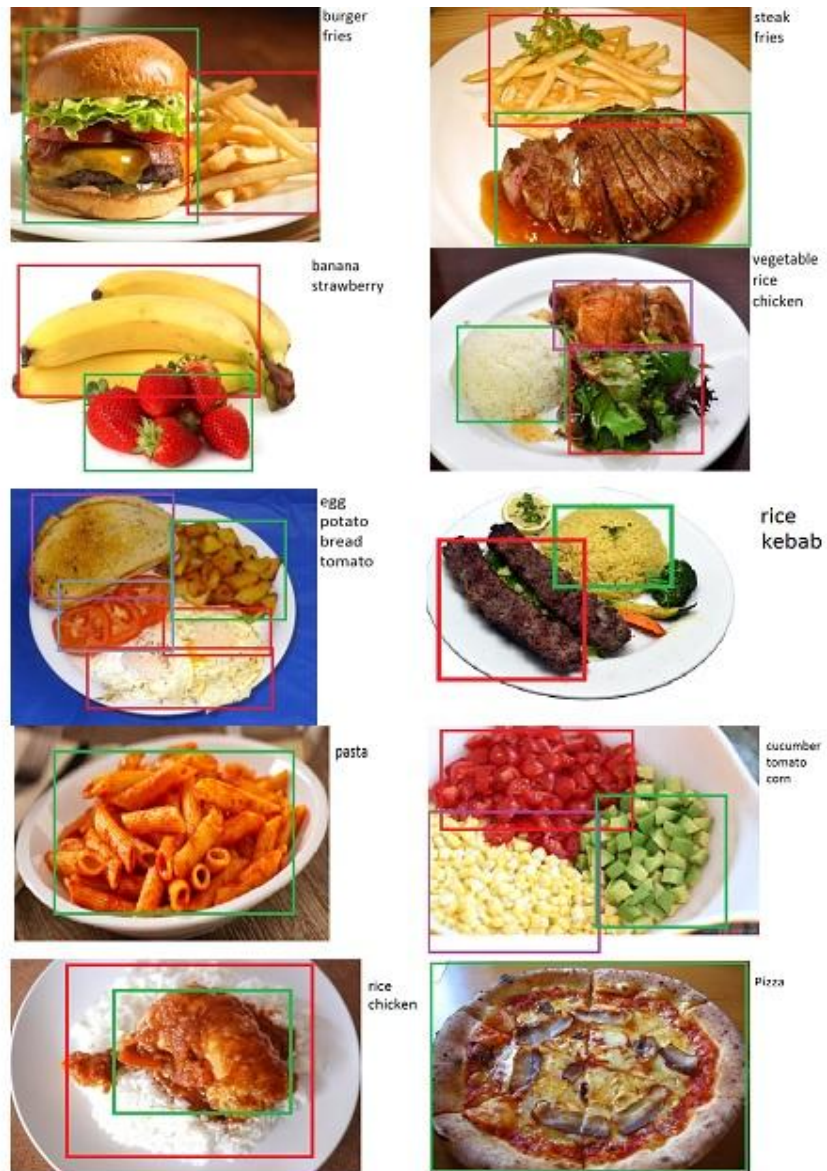 burger
fries
steak
fries
banana
strawberry
vegetable
rice
chicken
egg
potato
bread
tomato
rice
kebab
pasta
cucumber
tomato
corn
rice
chicken
Pizza